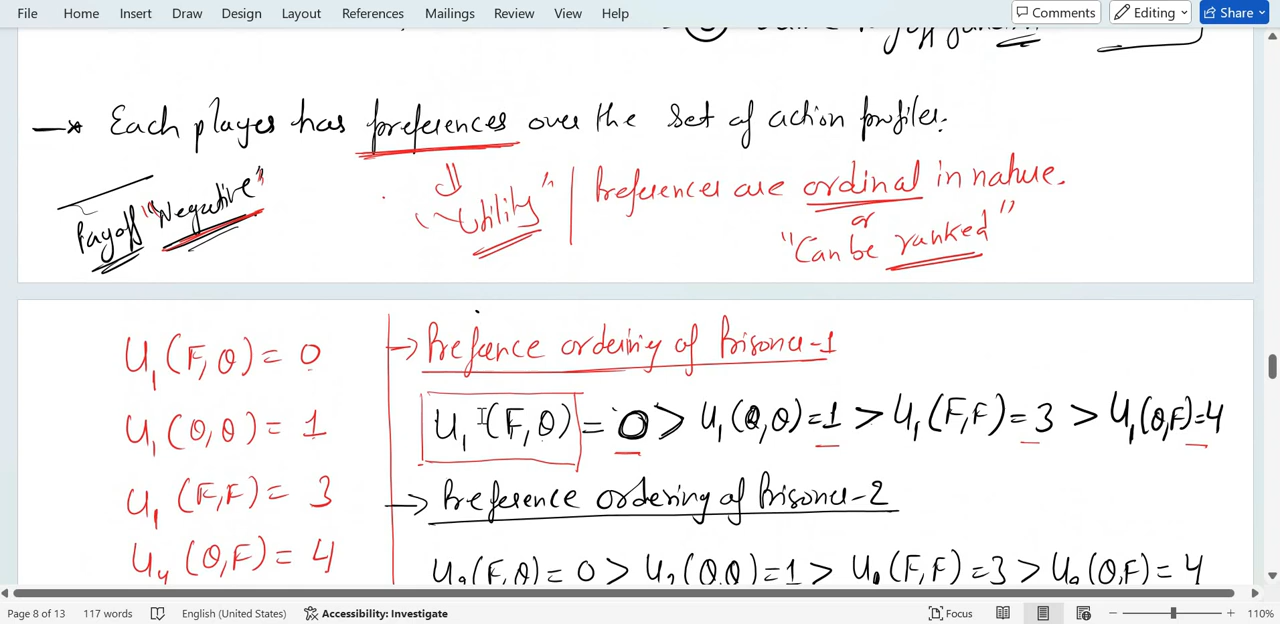 File Home Insert Draw Design Layout References Mailings Review View Help Comments Editing Share
→* Each player has preferences over the set of action profiles.
Payoff "Negative"
⇓
"Utility"
Preferences are ordinal in nature.
or
"Can be ranked"
U₁(F,Q) = 0
U₁(Q,Q) = 1
U₁(F,F) = 3
U₄(Q,F) = 4
→ Prefeence ordering of Prisoner-1
U₁(F,Q) = 0 > U₁(Q,Q)=1 > U₁(F,F)=3 > U₁(Q,F)=4
→ Preference ordering of Prisoner-2
U₂(F,Q)=0 > U₂(Q,Q)=1 > U₂(F,F)=3 > U₂(Q,F)=4
Page 8 of 13 117 words English (United States) Accessibility: Investigate Focus 110%